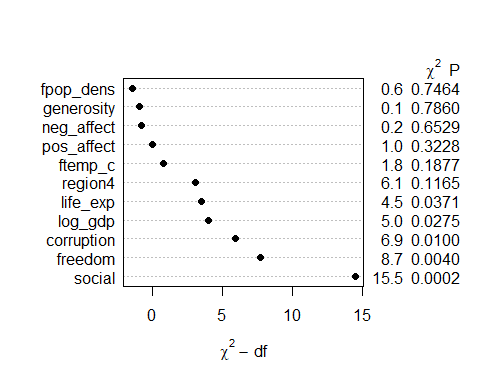 χ² P
fpop_dens 0.6 0.7464
generosity 0.1 0.7860
neg_affect 0.2 0.6529
pos_affect 1.0 0.3228
ftemp_c 1.8 0.1877
region4 6.1 0.1165
life_exp 4.5 0.0371
log_gdp 5.0 0.0275
corruption 6.9 0.0100
freedom 8.7 0.0040
social 15.5 0.0002
0 5 10 15
χ² − df